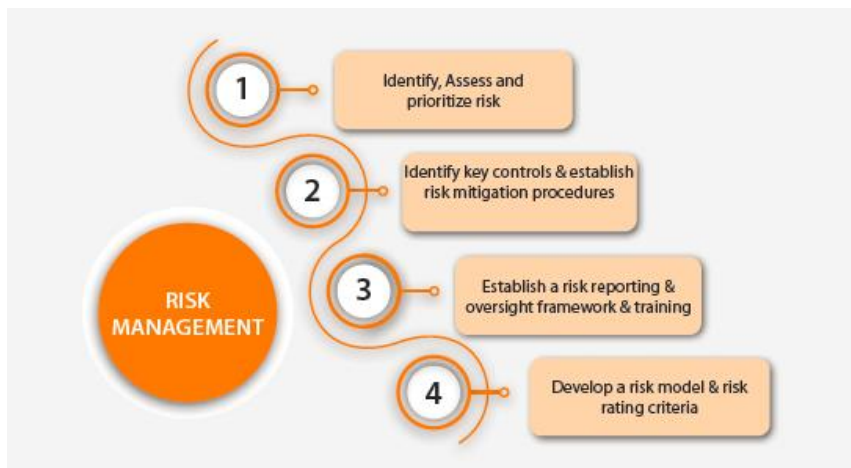 1
Identify, Assess and
prioritize risk
2
Identify key controls & establish
risk mitigation procedures
RISK
MANAGEMENT
3
Establish a risk reporting &
oversight framework & training
4
Develop a risk model & risk
rating criteria